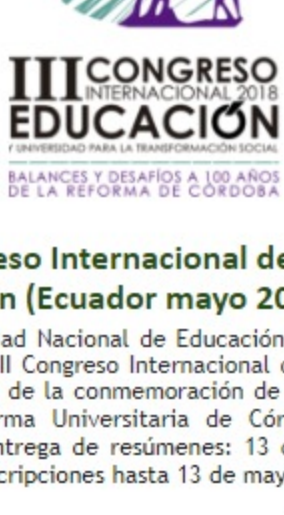 III CONGRESO
INTERNACIONAL 2018
EDUCACIÓN
Y UNIVERSIDAD PARA LA TRANSFORMACIÓN SOCIAL
BALANCES Y DESAFÍOS A 100 AÑOS
DE LA REFORMA DE CÓRDOBA
eso Internacional de
n (Ecuador mayo 20
ad Nacional de Educación
II Congreso Internacional
de la conmemoración de
rma Universitaria de Cór
ntrega de resúmenes: 13
cripciones hasta 13 de may